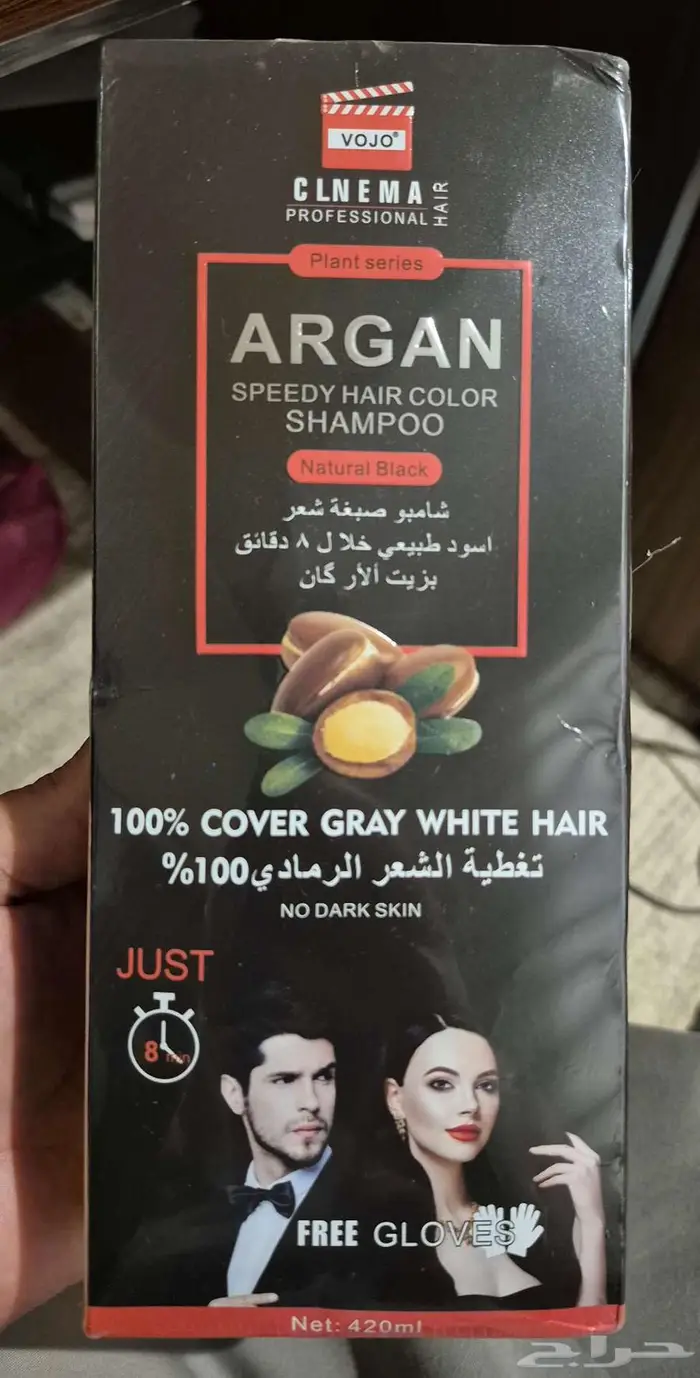 VOJO®
CLNEMA
PROFESSIONAL
HAIR
Plant series
ARGAN
SPEEDY HAIR COLOR
SHAMPOO
Natural Black
شامبو صبغة شعر
اسود طبيعي خلال ٨ دقائق
بزيت ألأر گان
100% COVER GRAY WHITE HAIR
تغطية الشعر الرمادي100%
NO DARK SKIN
JUST
8 min
FREE GLOVES
Net: 420ml
حراج